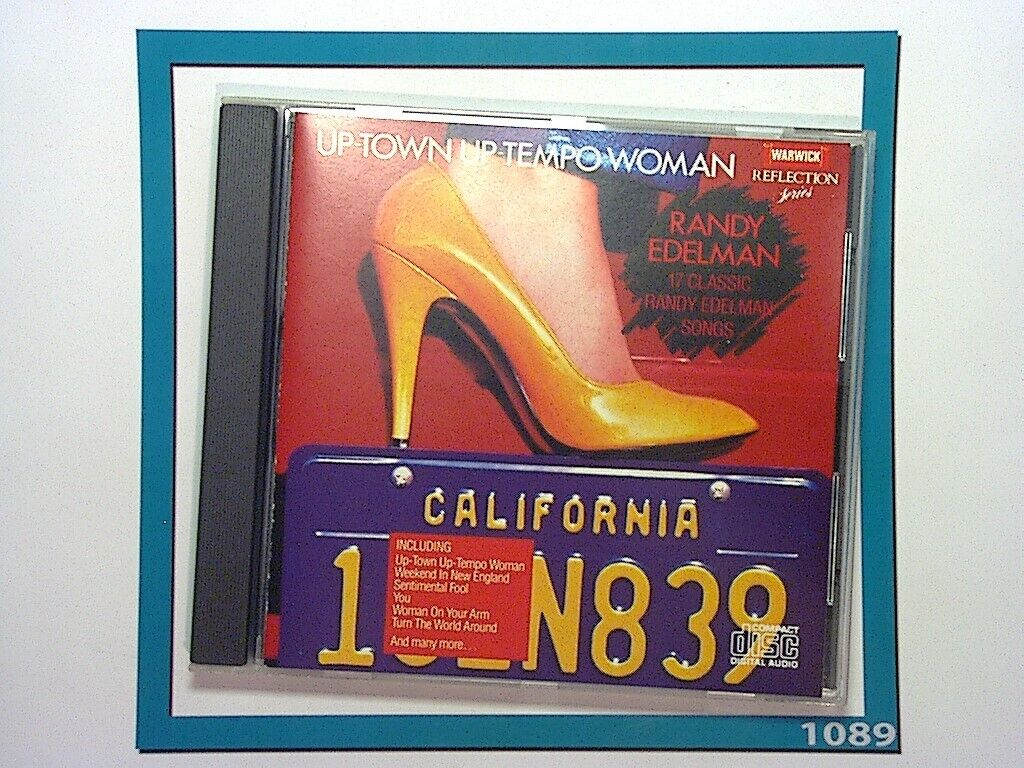 UP-TOWN UP-TEMPO WOMAN
WARWICK
REFLECTION
series
RANDY
EDELMAN
17 CLASSIC
RANDY EDELMAN
SONGS
CALIFORNIA
INCLUDING
Up-Town Up-Tempo Woman
Weekend In New England
Sentimental Fool
You
Woman On Your Arm
Turn The World Around
And many more...
1 N839
COMPACT
disc
DIGITAL AUDIO
1089